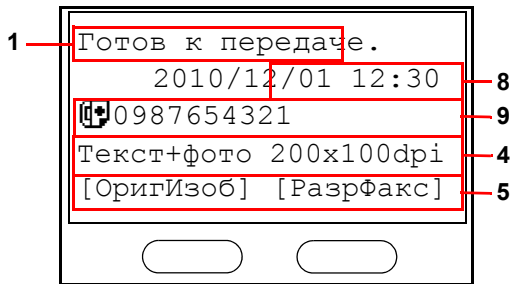 1 Готов к передаче.
2010/12/01 12:30 8
0987654321 9
Текст+фото 200x100dpi 4
[ОригИзоб] [РазрФакс] 5